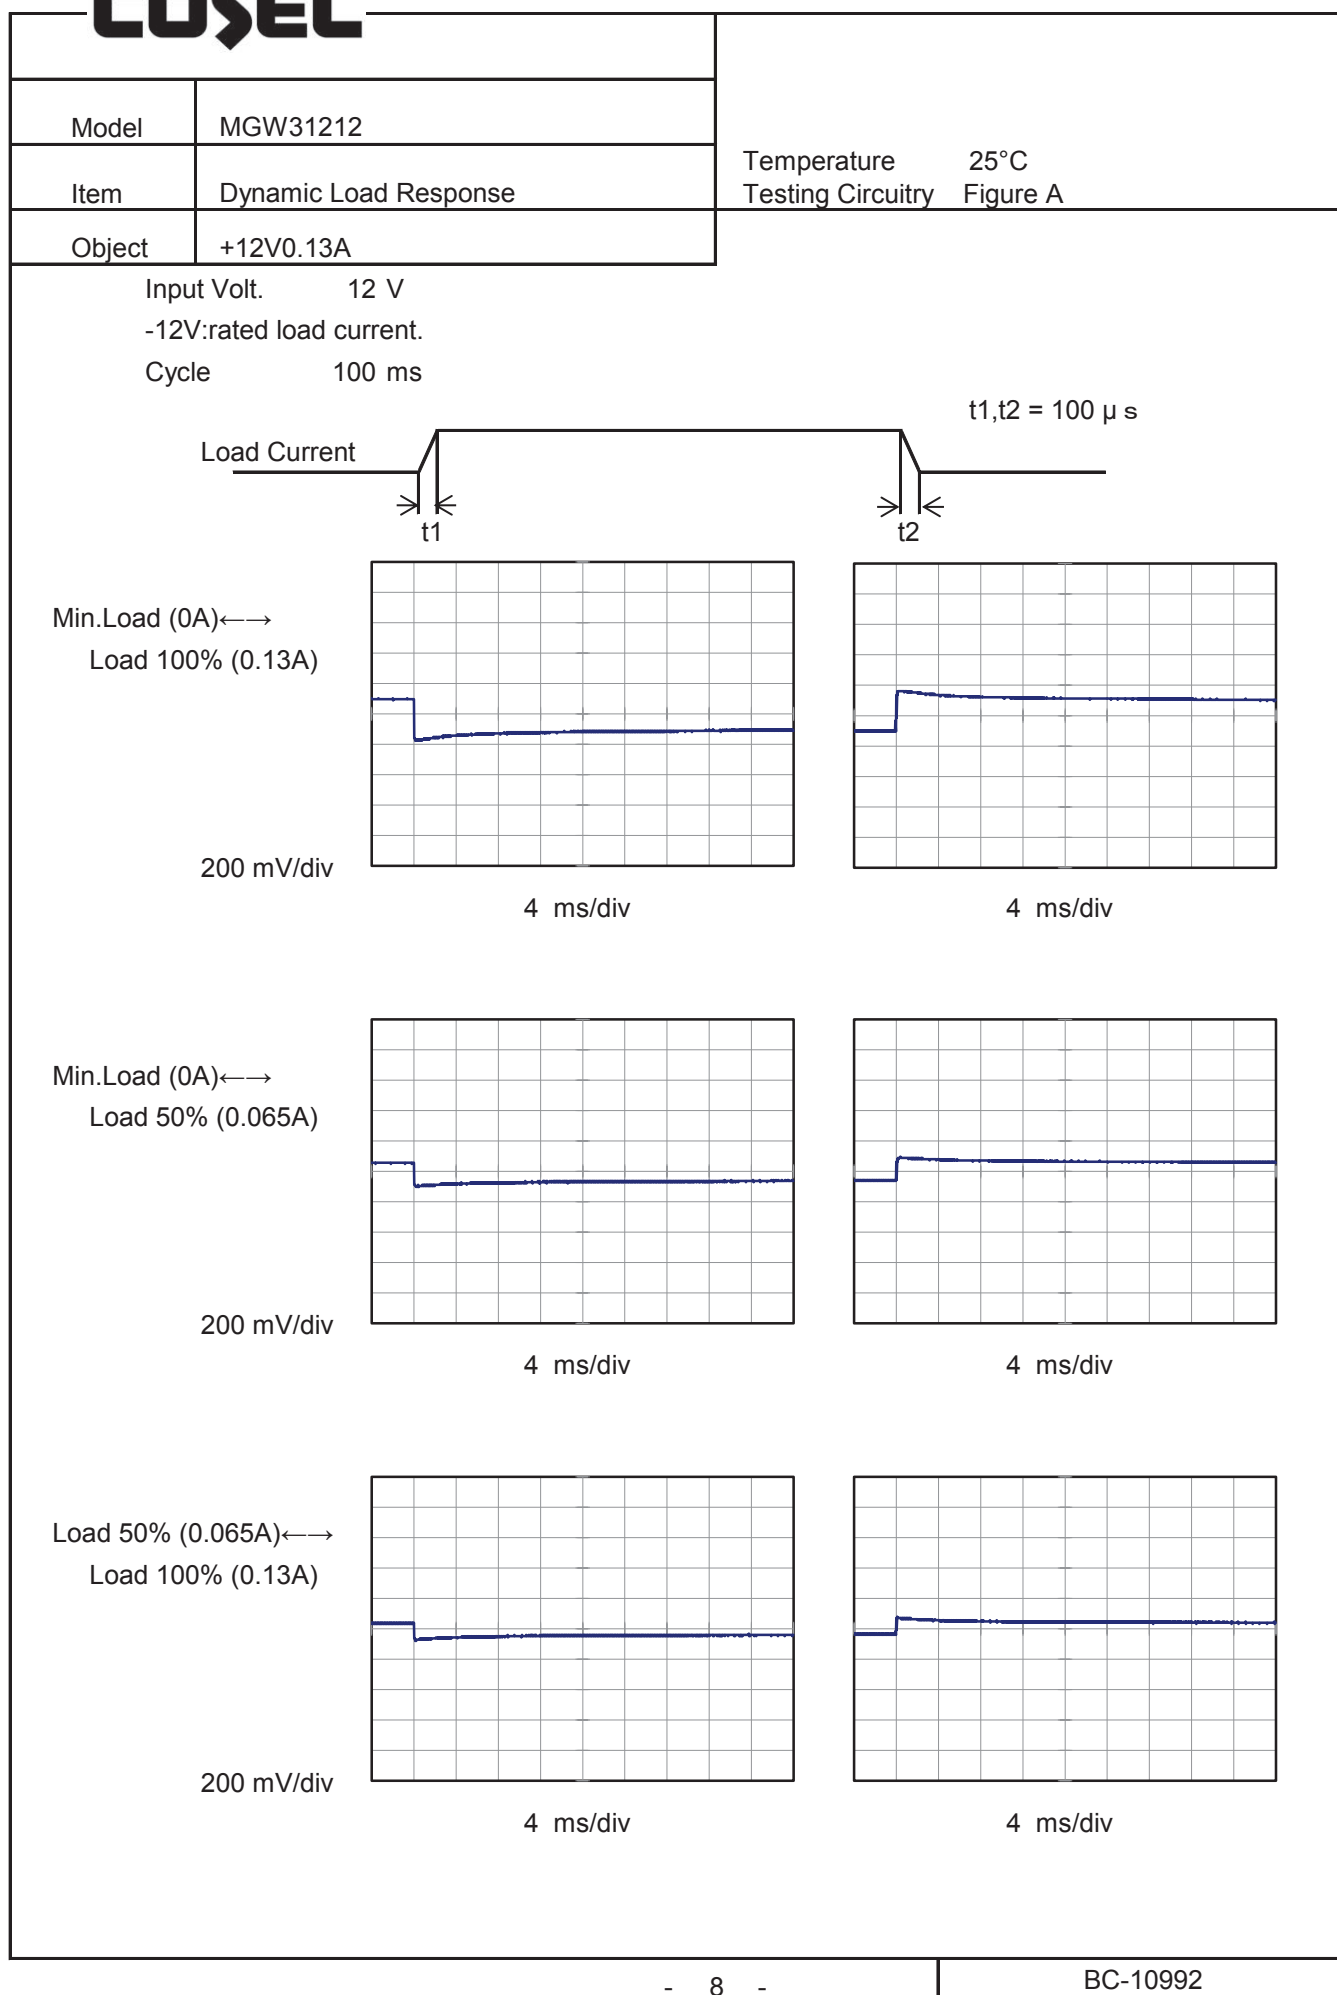 COSEL
Model MGW31212
Item Dynamic Load Response
Object +12V0.13A
Temperature 25°C
Testing Circuitry Figure A
Input Volt. 12 V
-12V:rated load current.
Cycle 100 ms
t1,t2 = 100 μs
Load Current
t1 t2
Min.Load (0A)←→
Load 100% (0.13A)
200 mV/div
4 ms/div 4 ms/div
Min.Load (0A)←→
Load 50% (0.065A)
200 mV/div
4 ms/div 4 ms/div
Load 50% (0.065A)←→
Load 100% (0.13A)
200 mV/div
4 ms/div 4 ms/div
- 8 - BC-10992